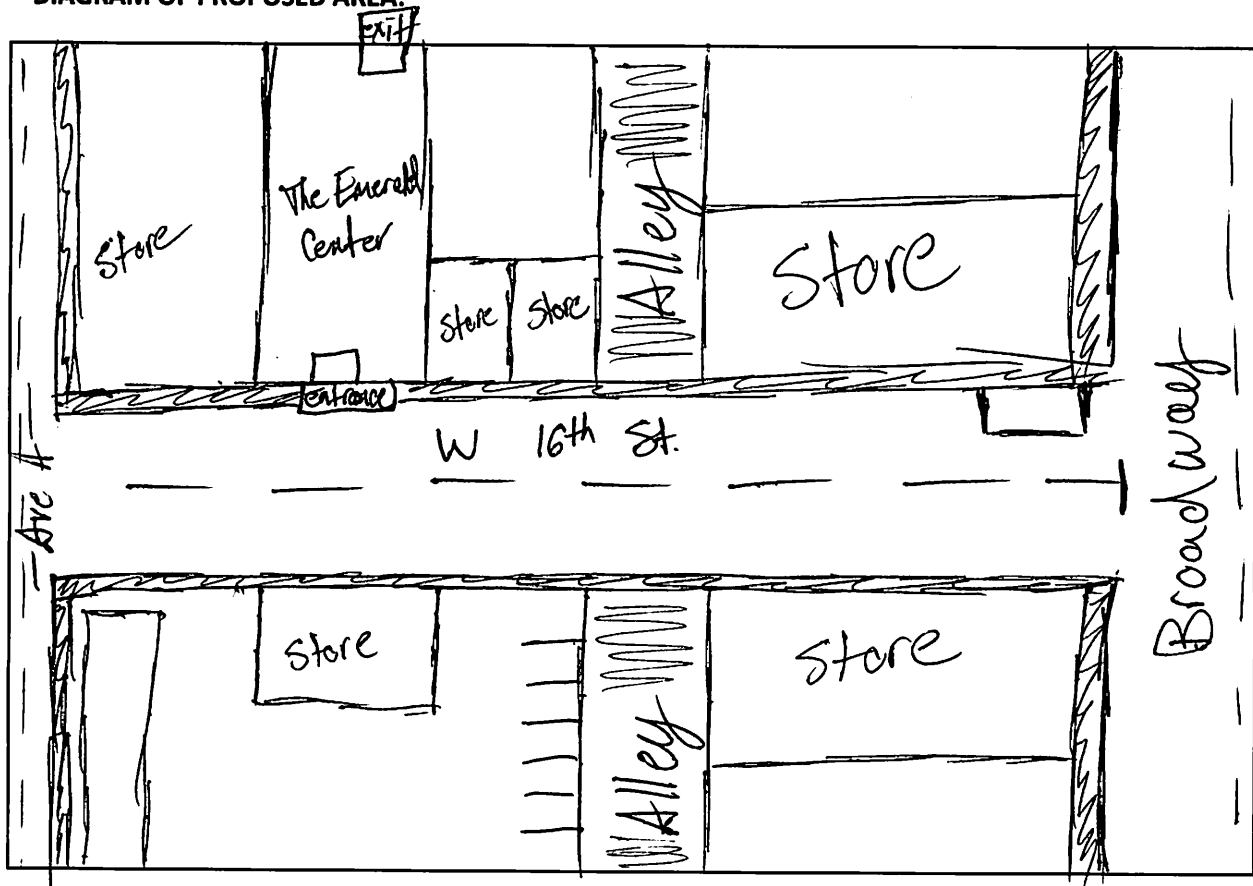 DIAGRAM OF PROPOSED AREA:
exit
The Emerald
Center
Store
Store
Store
Alley
Store
entrance
W 16th St.
Ave A
Broadway
Store
Alley
Store